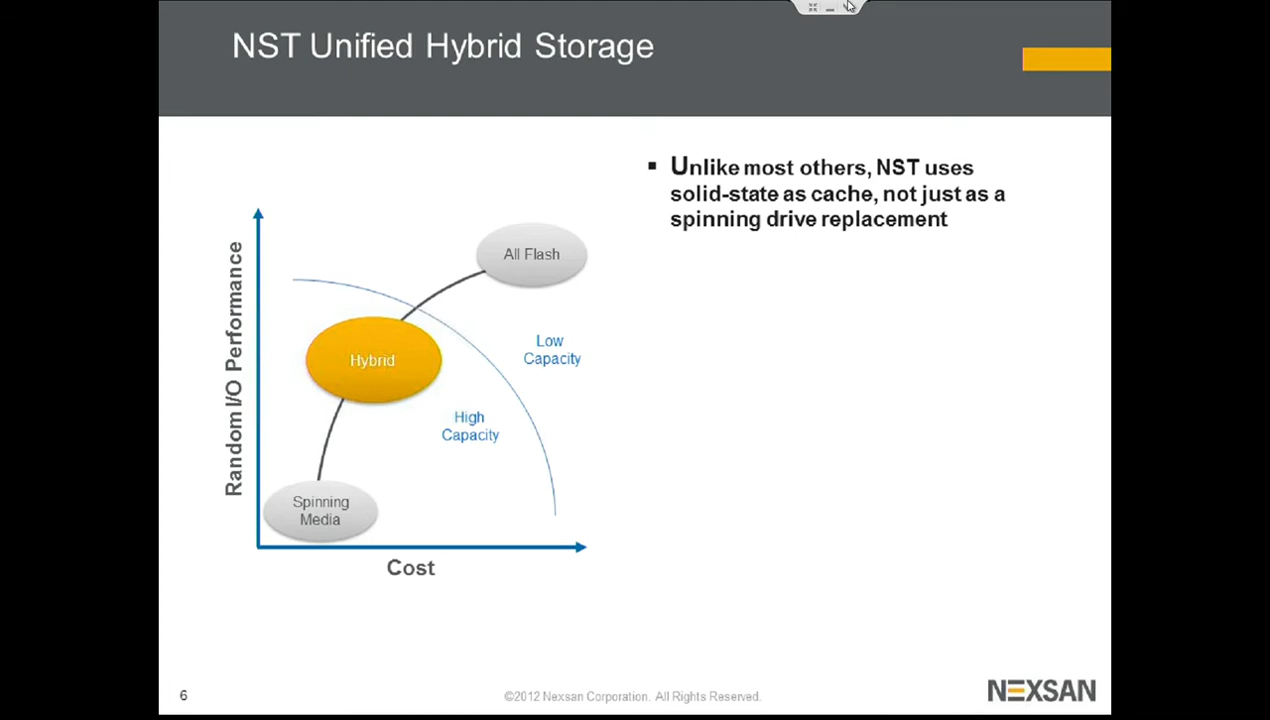 NST Unified Hybrid Storage
▪ Unlike most others, NST uses
solid-state as cache, not just as a
spinning drive replacement
Random I/O Performance
All Flash
Hybrid
Low
Capacity
High
Capacity
Spinning
Media
Cost
6
©2012 Nexsan Corporation. All Rights Reserved.
NEXSAN